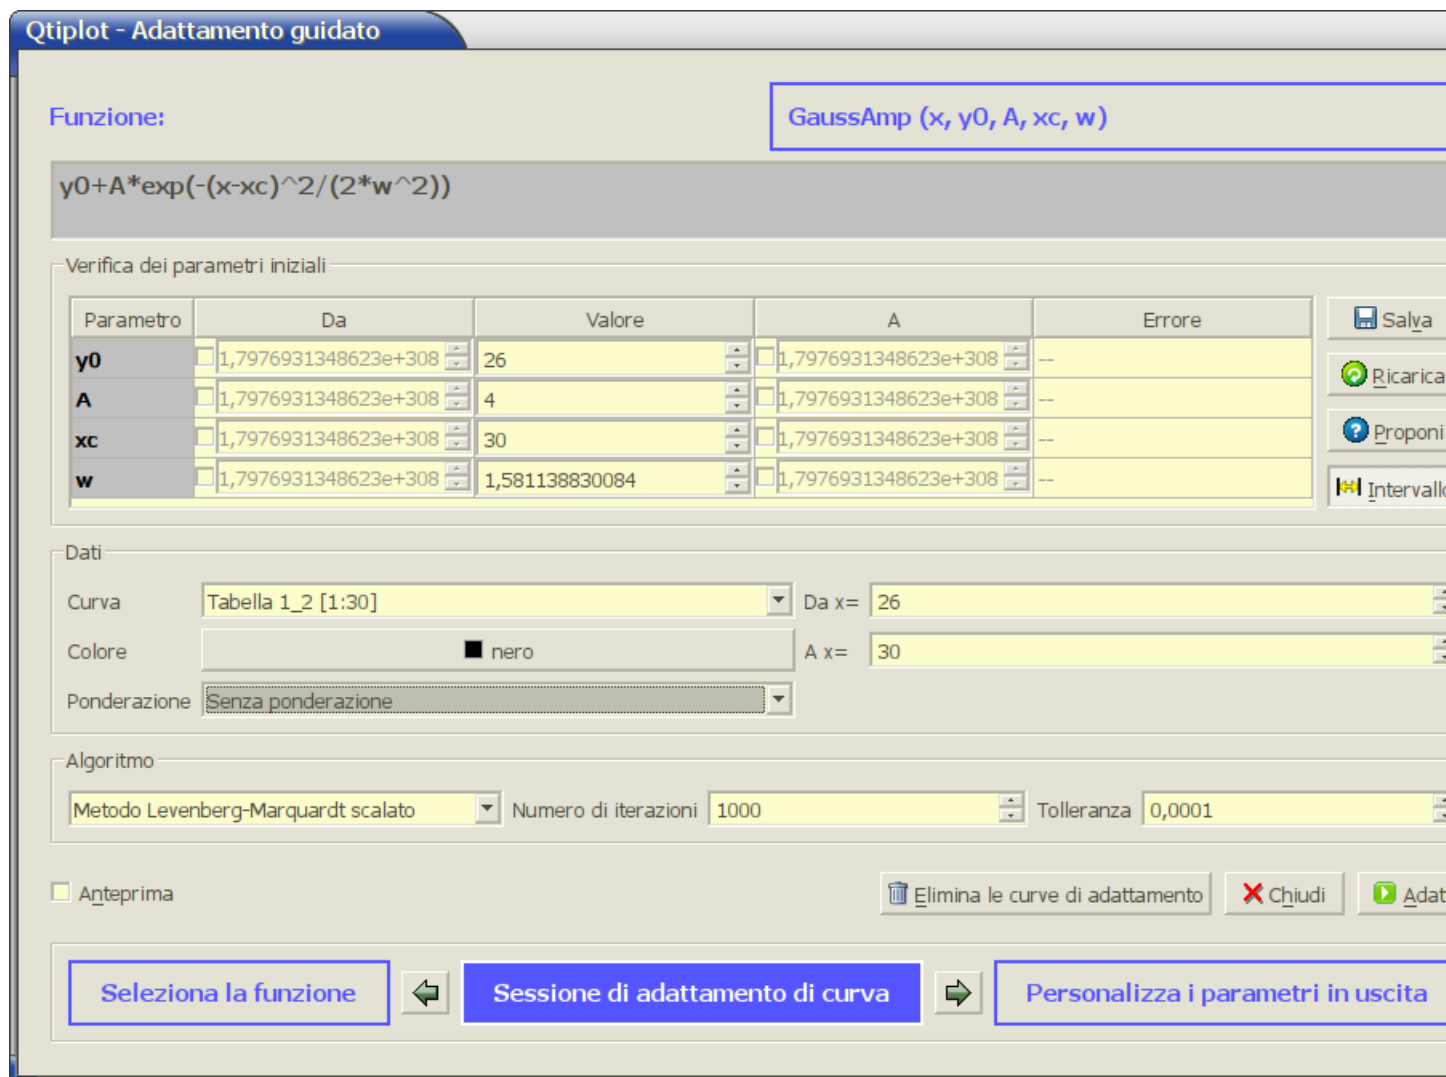 Qtiplot - Adattamento guidato
Funzione:
GaussAmp (x, y0, A, xc, w)
y0+A*exp(-(x-xc)^2/(2*w^2))
Verifica dei parametri iniziali
Parametro Da Valore A Errore
y0 1,7976931348623e+308 26 1,7976931348623e+308 --
A 1,7976931348623e+308 4 1,7976931348623e+308 --
xc 1,7976931348623e+308 30 1,7976931348623e+308 --
w 1,7976931348623e+308 1,581138830084 1,7976931348623e+308 --
Salva
Ricarica
Proponi
Intervallo
Dati
Curva Tabella 1_2 [1:30] Da x= 26
Colore nero A x= 30
Ponderazione Senza ponderazione
Algoritmo
Metodo Levenberg-Marquardt scalato Numero di iterazioni 1000 Tolleranza 0,0001
Anteprima Elimina le curve di adattamento Chiudi Adat
Seleziona la funzione Sessione di adattamento di curva Personalizza i parametri in uscita